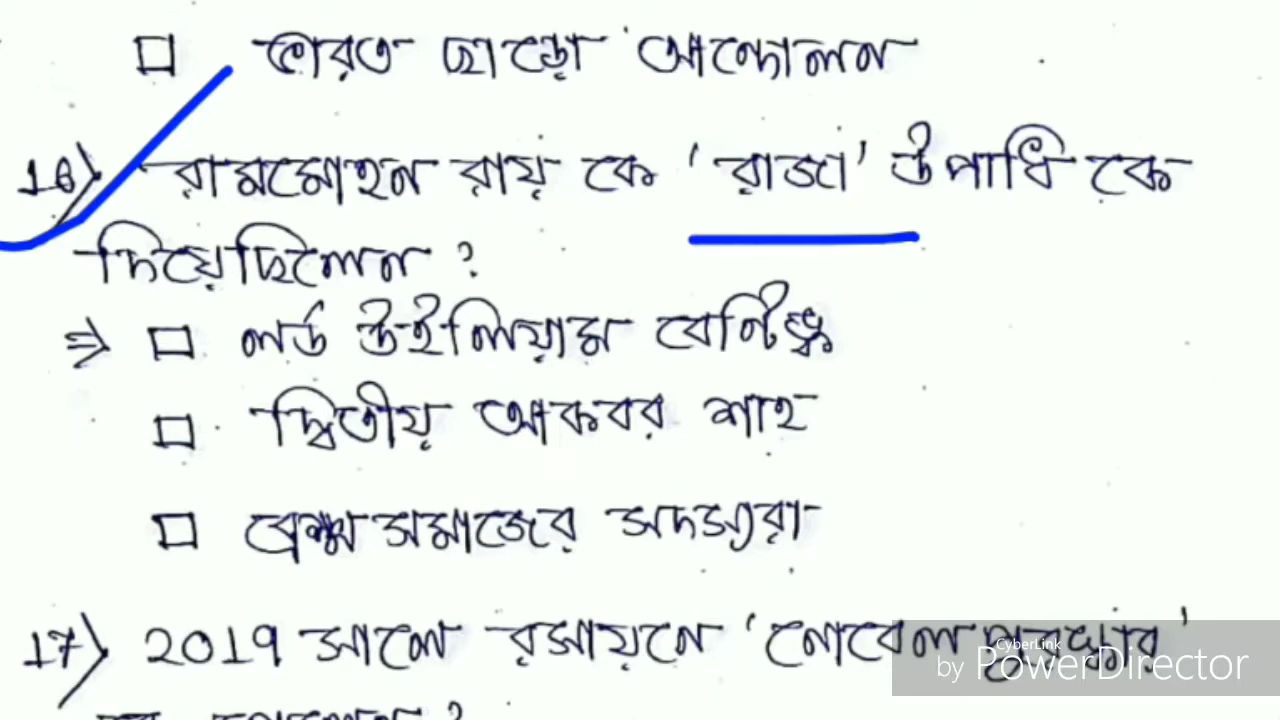 □ ভারত ছাড়ো আন্দোলন
16) রামমোহন রায় কে 'রাজা' উপাধি কে
দিয়েছিলেন ?
⇒ □ লর্ড উইলিয়াম বেন্টিঙ্ক
□ দ্বিতীয় আকবর শাহ
□ ব্রেহ্মসমাজের সদস্যরা
17) 2019 সালে রসায়নে 'নোবেল পুরস্কার'
CyberLink
by PowerDirector